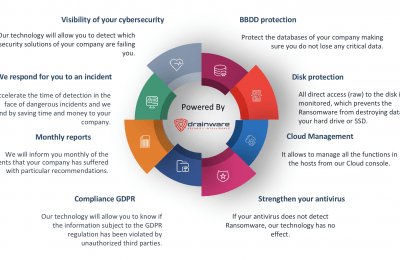 Visibility of your cybersecurity
Our technology will allow you to detect which
security solutions of your company are failing
you.
We respond for you to an incident
accelerate the time of detection in the
face of dangerous incidents and we
end by saving time and money to your
company.
Monthly reports
We will inform you monthly of the
that your company has suffered
with particular recommendations.
Compliance GDPR
Our technology will allow you to know if
the information subject to the GDPR
regulation has been violated by
unauthorized third parties.
Powered By
drainware
BBDD protection
Protect the databases of your company making
sure you do not lose any critical data.
Disk protection
All direct access (raw) to the disk i
monitored, which prevents the
Ransomware from destroying data
your hard drive or SSD.
Cloud Management
It allows to manage all the functions in
the hosts from our Cloud console.
Strengthen your antivirus
If your antivirus does not detect
Ransomware, our technology has no
effect.